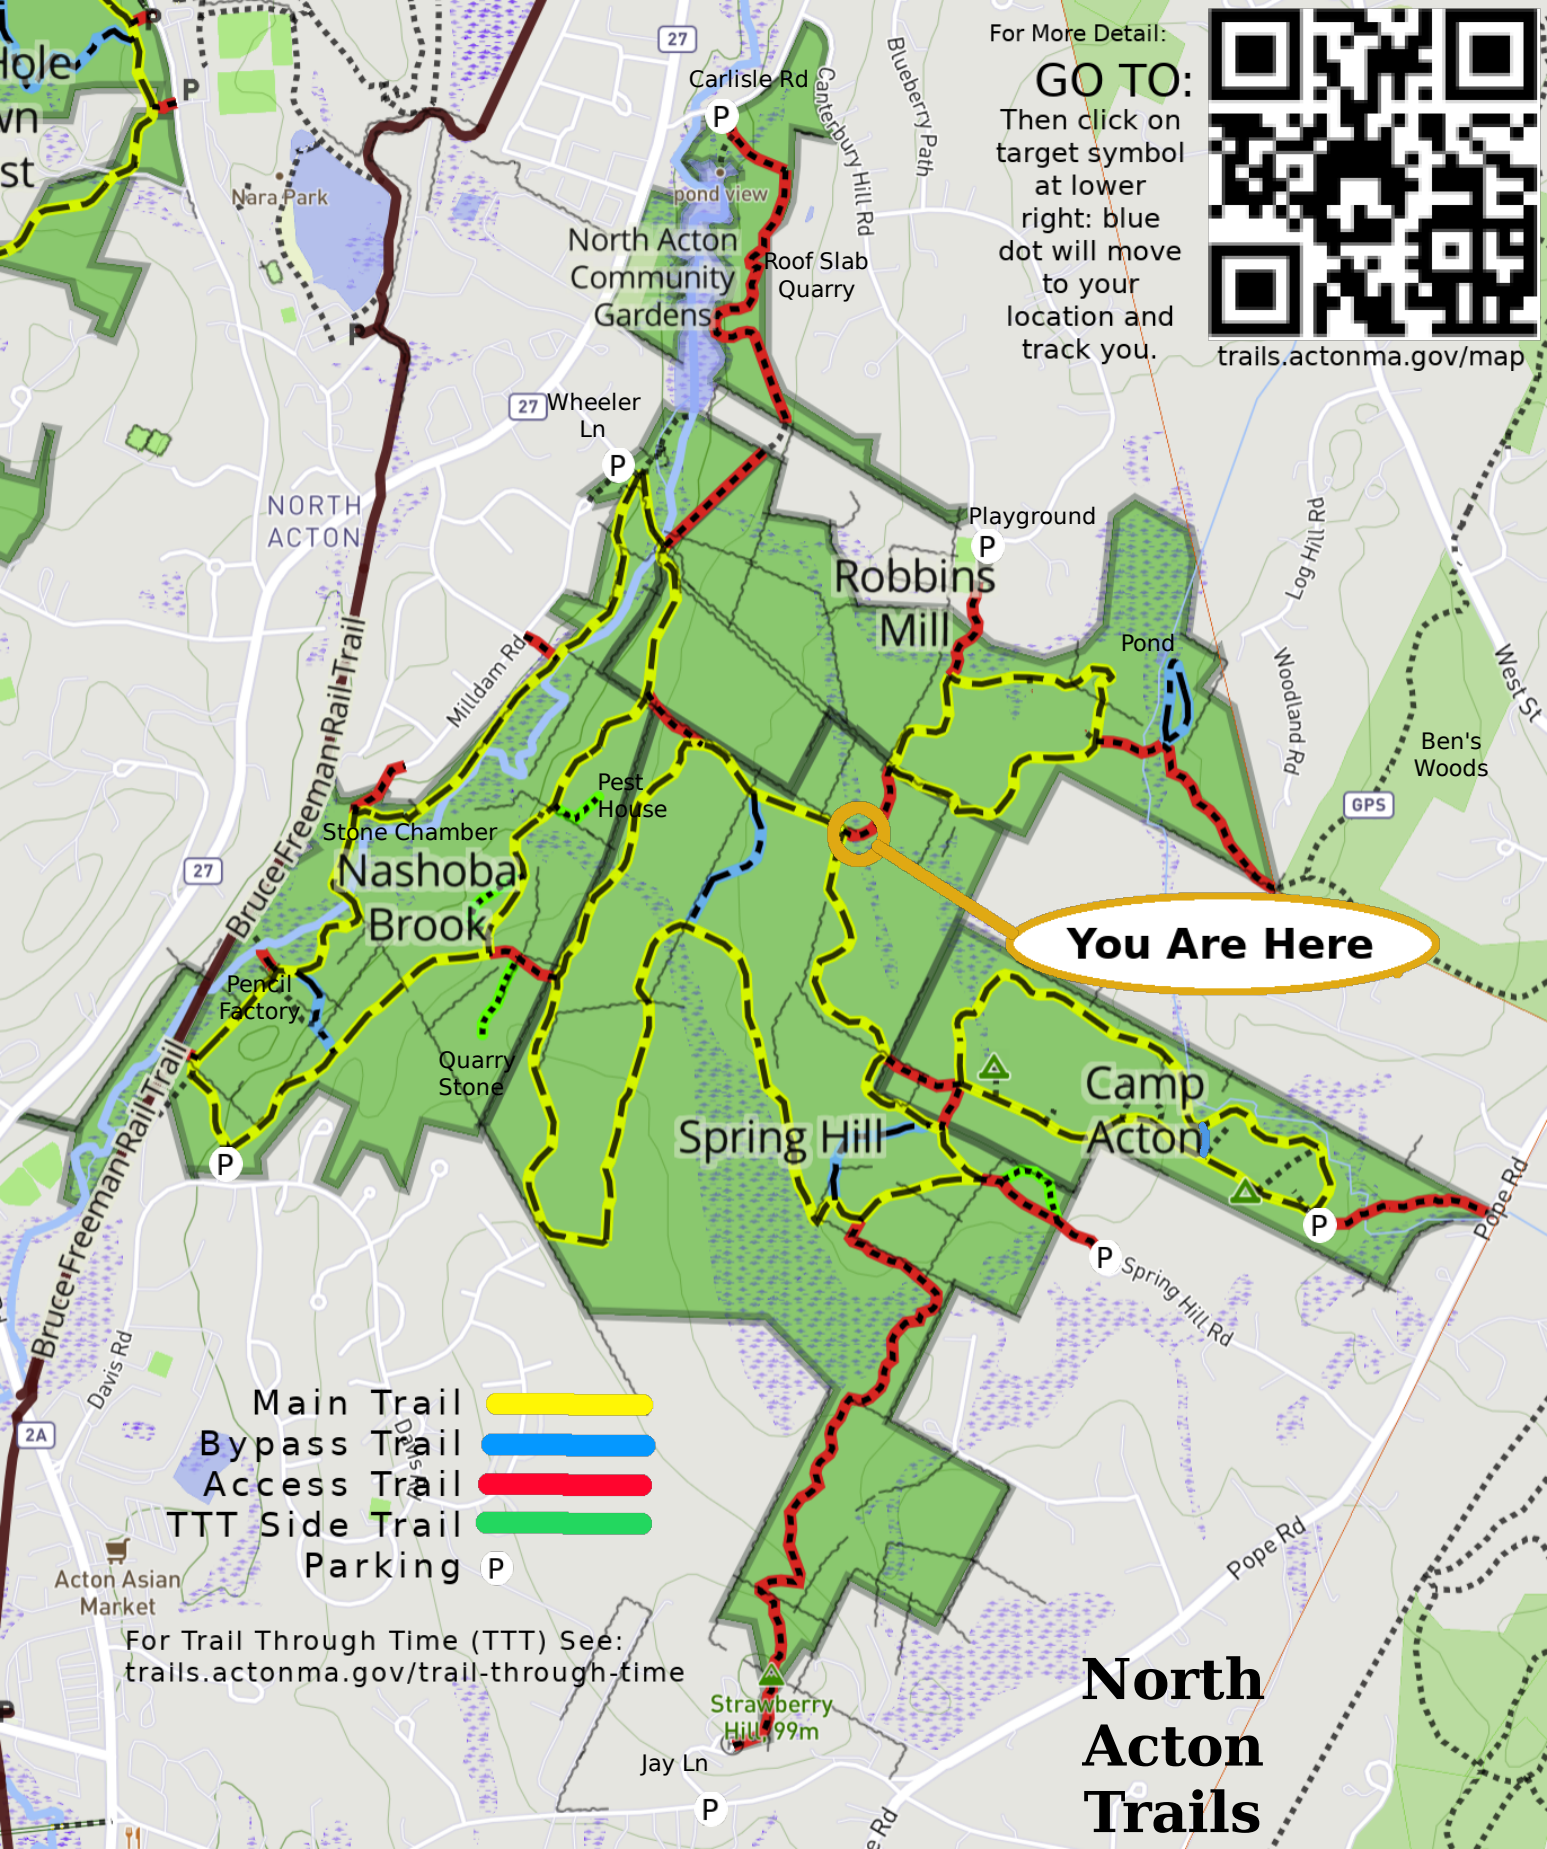 For More Detail:
GO TO:
Then click on
target symbol
at lower
right: blue
dot will move
to your
location and
track you.
trails.actonma.gov/map
P
P
P
27
Carlisle Rd
P
Canterbury Hill Rd
Blueberry Path
Nara Park
pond view
North Acton
Community
Gardens
Roof Slab
Quarry
27
Wheeler
Ln
P
NORTH
ACTON
Playground
P
Robbins
Mill
Pond
Log Hill Rd
Woodland Rd
West St
Ben's
Woods
GPS
Milldam Rd
Bruce Freeman Rail Trail
Pest
House
Stone Chamber
Nashoba
Brook
27
You Are Here
Pencil
Factory
Quarry
Stone
Bruce Freeman Rail Trail
P
Spring Hill
Camp
Acton
P
P
Spring Hill Rd
Pope Rd
Davis Rd
2A
Davis Rd
Main Trail
Bypass Trail
Access Trail
TTT Side Trail
Parking P
Acton Asian
Market
For Trail Through Time (TTT) See:
trails.actonma.gov/trail-through-time
Pope Rd
Strawberry
Hill, 99m
Jay Ln
P
North
Acton
Trails